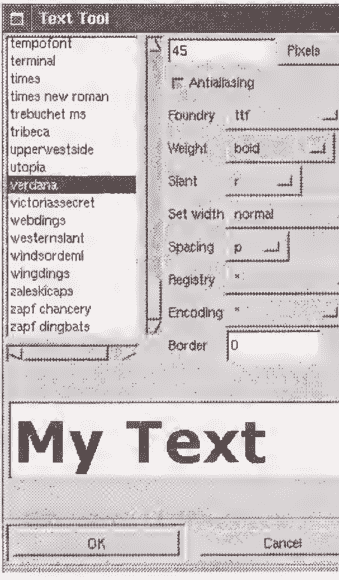 Text Tool
tempofont
terminal
times
times new roman
trebuchet ms
tribeca
upperwestside
utopia
verdana
victoriassecret
webdings
westernslant
windsordemi
wingdings
zaleskicaps
zapf chancery
zapf dingbats
45 Pixels
Antialiasing
Foundry ttf
Weight bold
Slant r
Set width normal
Spacing p
Registry *
Encoding *
Border 0
My Text
OK Cancel